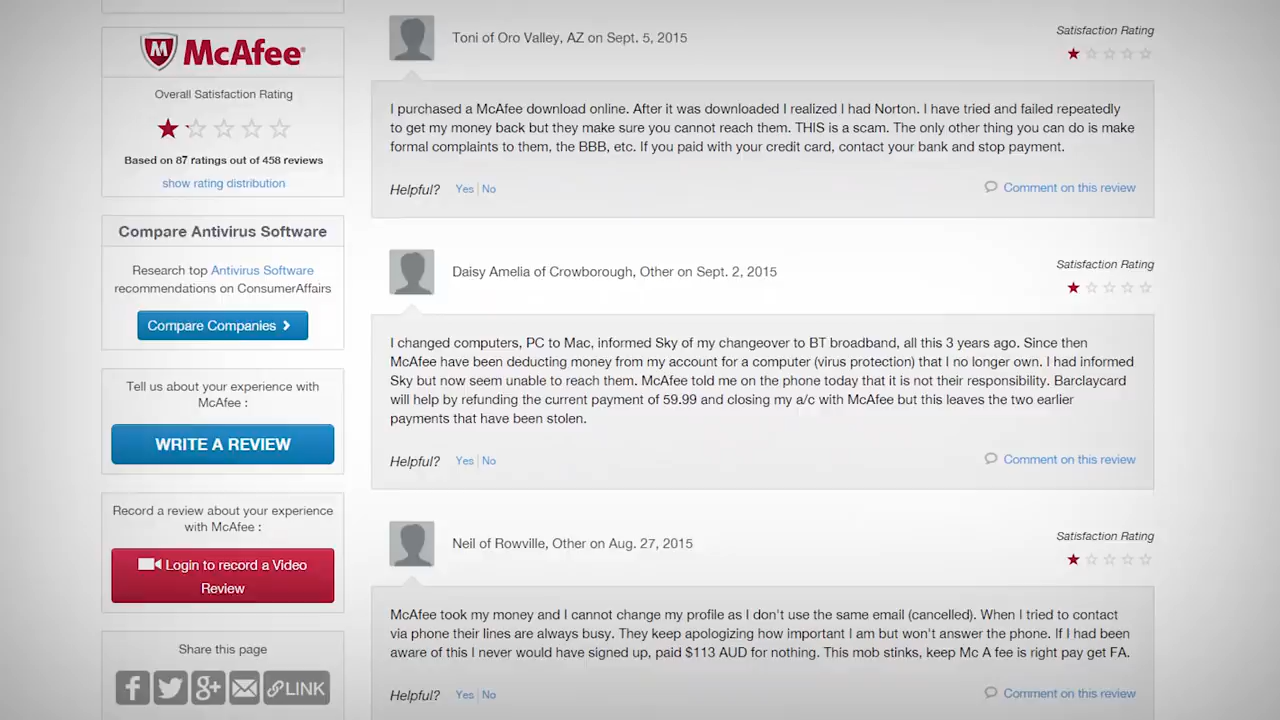 McAfee
Overall Satisfaction Rating
Based on 87 ratings out of 458 reviews
show rating distribution
Compare Antivirus Software
Research top Antivirus Software
recommendations on ConsumerAffairs
Compare Companies
Tell us about your experience with
McAfee :
WRITE A REVIEW
Record a review about your experience
with McAfee :
Login to record a Video
Review
Share this page
LINK
Toni of Oro Valley, AZ on Sept. 5, 2015
Satisfaction Rating
I purchased a McAfee download online. After it was downloaded I realized I had Norton. I have tried and failed repeatedly
to get my money back but they make sure you cannot reach them. THIS is a scam. The only other thing you can do is make
formal complaints to them, the BBB, etc. If you paid with your credit card, contact your bank and stop payment.
Helpful? Yes | No
Comment on this review
Daisy Amelia of Crowborough, Other on Sept. 2, 2015
Satisfaction Rating
I changed computers, PC to Mac, informed Sky of my changeover to BT broadband, all this 3 years ago. Since then
McAfee have been deducting money from my account for a computer (virus protection) that I no longer own. I had informed
Sky but now seem unable to reach them. McAfee told me on the phone today that it is not their responsibility. Barclaycard
will help by refunding the current payment of 59.99 and closing my a/c with McAfee but this leaves the two earlier
payments that have been stolen.
Helpful? Yes | No
Comment on this review
Neil of Rowville, Other on Aug. 27, 2015
Satisfaction Rating
McAfee took my money and I cannot change my profile as I don't use the same email (cancelled). When I tried to contact
via phone their lines are always busy. They keep apologizing how important I am but won't answer the phone. If I had been
aware of this I never would have signed up, paid $113 AUD for nothing. This mob stinks, keep Mc A fee is right pay get FA.
Helpful? Yes | No
Comment on this review